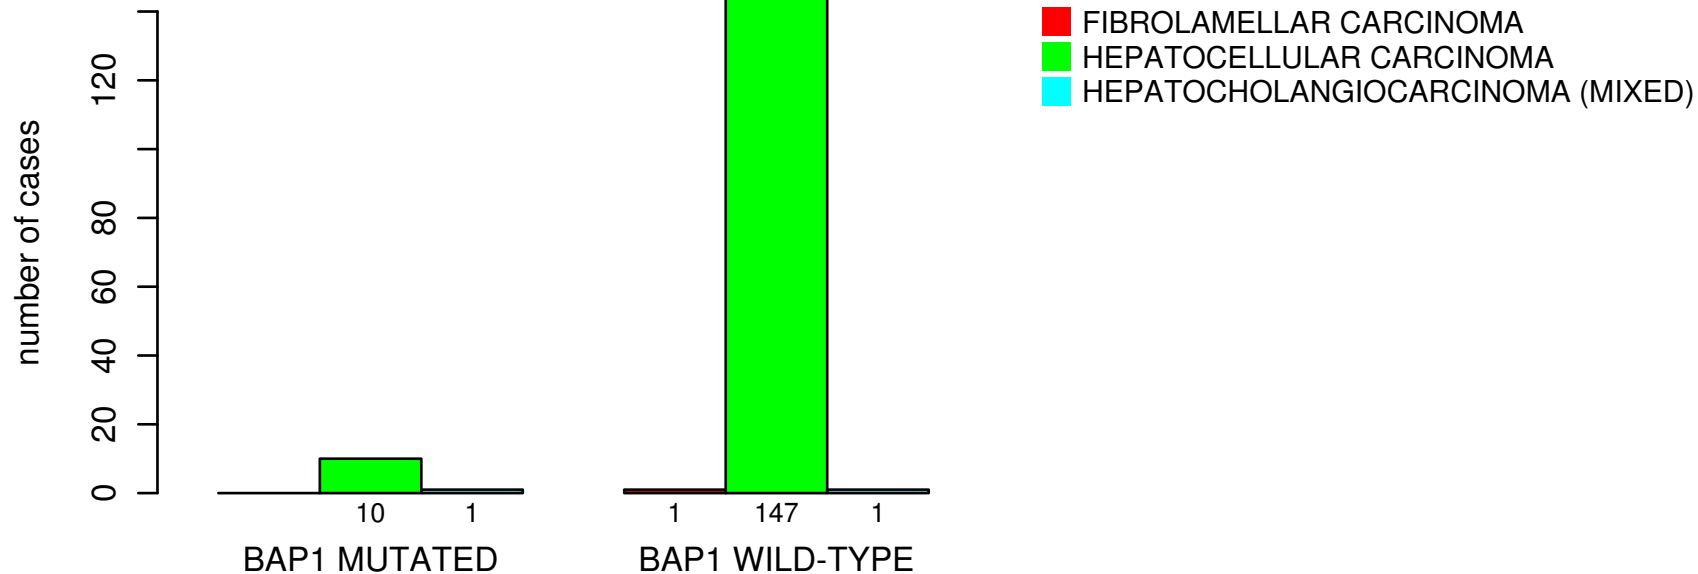 FIBROLAMELLAR CARCINOMA
HEPATOCELLULAR CARCINOMA
HEPATOCHOLANGIOCARCINOMA (MIXED)
number of cases
120
80
60
40
20
0
10 1 1 147 1
BAP1 MUTATED BAP1 WILD-TYPE